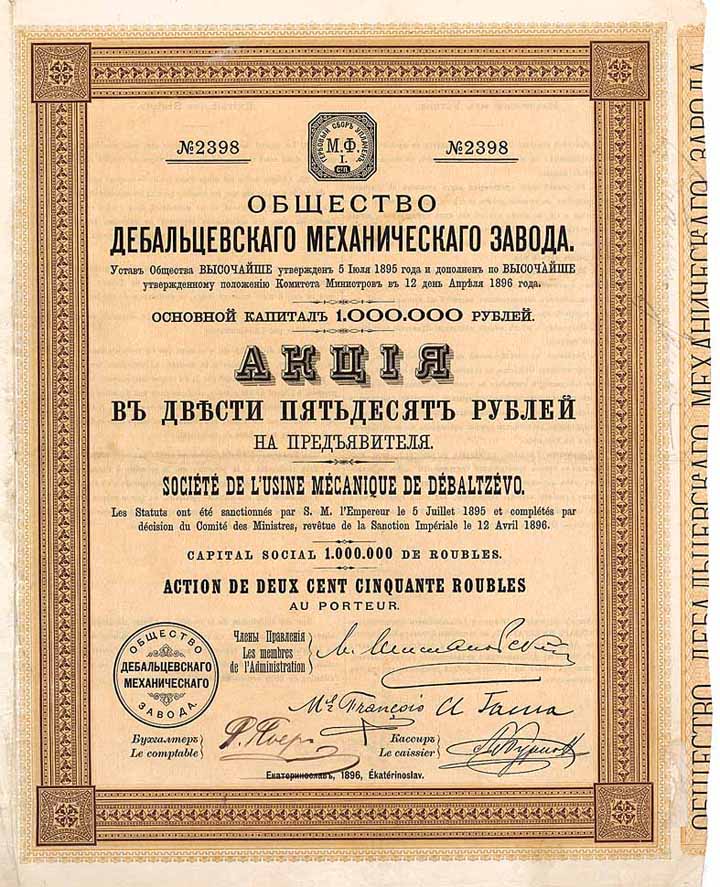 №2398
ГЕРБОВЫЙ СБОРЪ УПЛАЧЕНЪ
М.Ф.
I.
СТП.
№2398
ОБЩЕСТВО
ДЕБАЛЬЦЕВСКАГО МЕХАНИЧЕСКАГО ЗАВОДА.
Уставъ Общества ВЫСОЧАЙШЕ утвержденъ 5 Іюля 1895 года и дополненъ по ВЫСОЧАЙШЕ
утвержденному положенію Комитета Министровъ въ 12 день Апрѣля 1896 года.
ОСНОВНОЙ КАПИТАЛЪ 1.000.000 РУБЛЕЙ.
АКЦІЯ
ВЪ ДВѢСТИ ПЯТЬДЕСЯТЪ РУБЛЕЙ
НА ПРЕДЪЯВИТЕЛЯ.
SOCIÉTÉ DE L'USINE MÉCANIQUE DE DÉBALTZÉVO.
Les Statuts ont été sanctionnés par S. M. l'Empereur le 5 Juillet 1895 et complétés par
décision du Comité des Ministres, revêtue de la Sanction Impériale le 12 Avril 1896.
CAPITAL SOCIAL 1.000.000 DE ROUBLES.
ACTION DE DEUX CENT CINQUANTE ROUBLES
AU PORTEUR.
ОБЩЕСТВО
ДЕБАЛЬЦЕВСКАГО
МЕХАНИЧЕСКАГО
ЗАВОДА.
Члены Правленія
Les membres
de l'Administration
François
Бухгалтеръ
Le comptable
Кассиръ
Le caissier
Екатеринославъ, 1896, Ékatérinoslav.
ОБЩЕСТВО ДЕБАЛЬЦЕВСКАГО МЕХАНИЧЕСКАГО ЗАВОДА